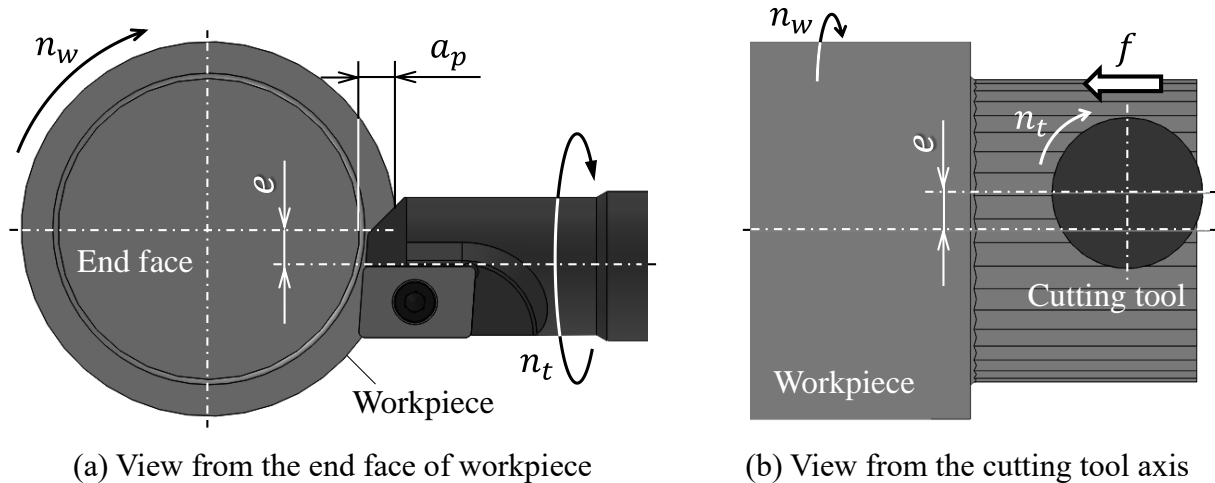 n_w
a_p
e
End face
n_t
Workpiece
(a) View from the end face of workpiece
n_w
f
n_t
e
Cutting tool
Workpiece
(b) View from the cutting tool axis